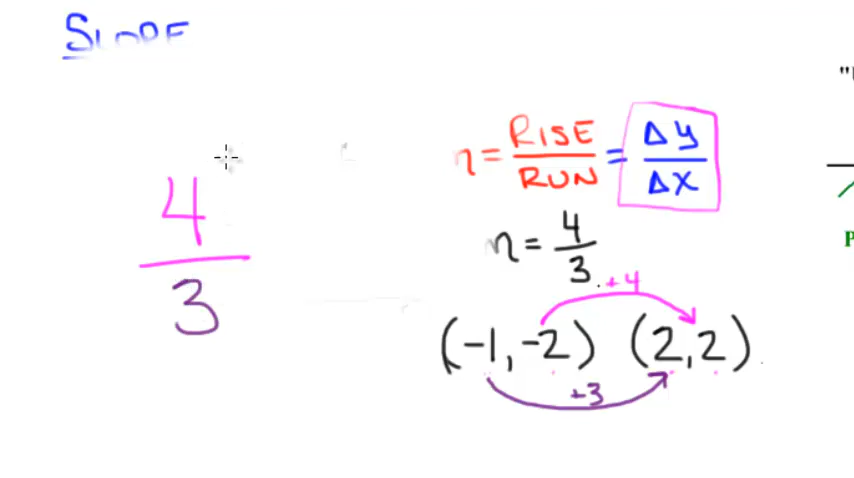 SLOPE
m = RISE/RUN = Δy/Δx
4/3
m = 4/3
+4
(-1, -2) (2, 2)
+3